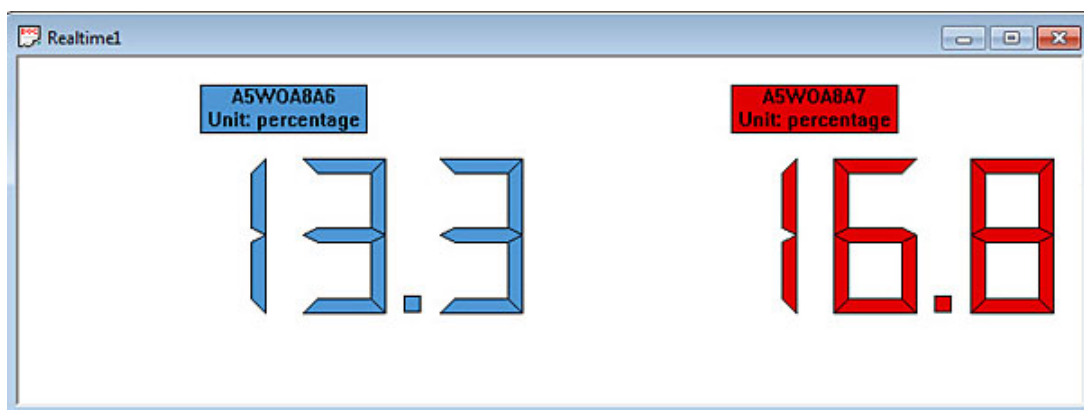 Realtime1
A5WOA8A6
Unit: percentage
A5WOA8A7
Unit: percentage
13.3
16.8